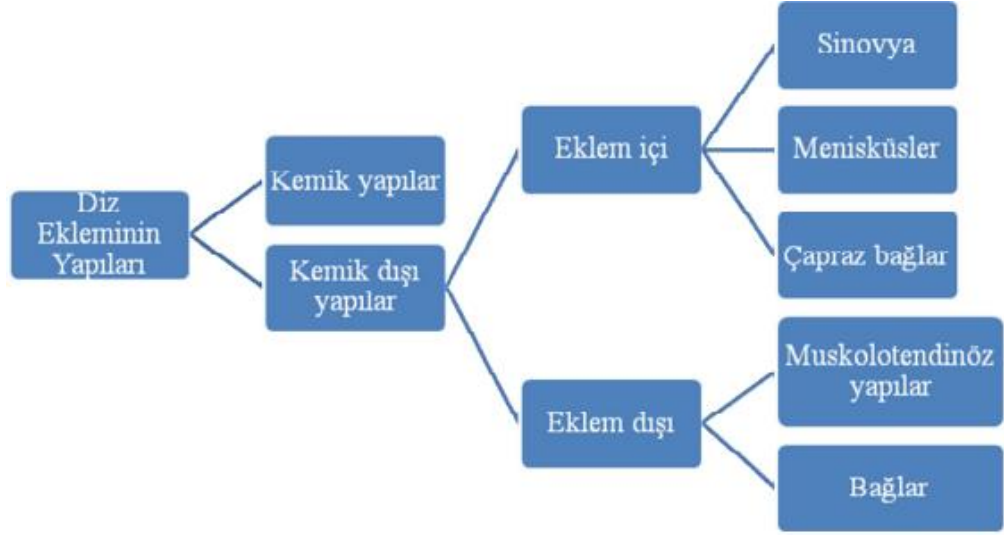 Diz
Ekleminin
Yapıları
Kemik yapılar
Kemik dışı
yapılar
Eklem içi
Eklem dışı
Sinovya
Menisküsler
Çapraz bağlar
Muskolotendinöz
yapılar
Bağlar